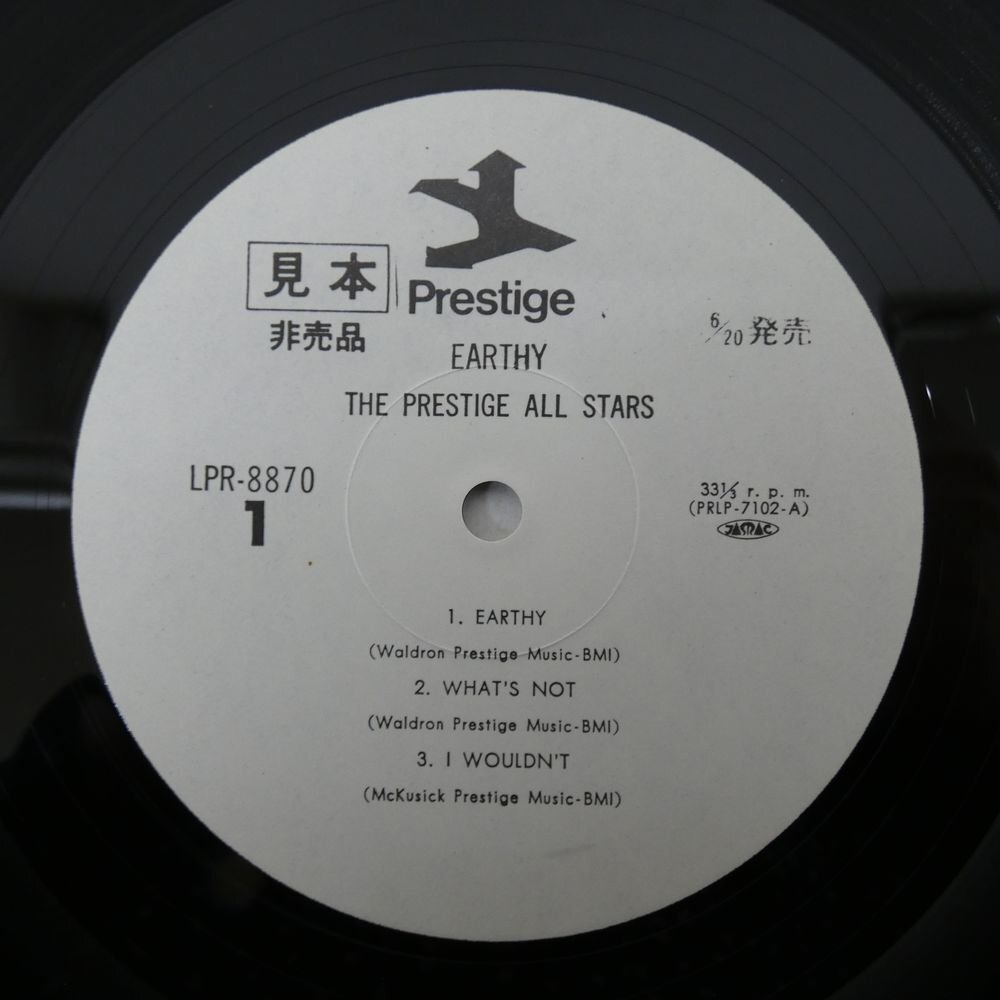 見本
非売品
Prestige
6/20 発売
EARTHY
THE PRESTIGE ALL STARS
LPR-8870
1
33⅓ r. p. m.
(PRLP-7102-A)
JASRAC
1. EARTHY
(Waldron Prestige Music-BMI)
2. WHAT'S NOT
(Waldron Prestige Music-BMI)
3. I WOULDN'T
(McKusick Prestige Music-BMI)